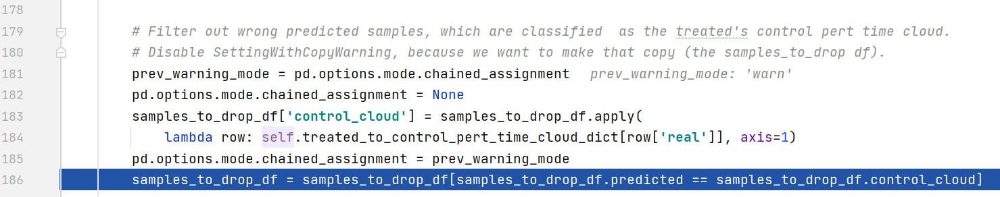 178
179 # Filter out wrong predicted samples, which are classified  as the treated's control pert time cloud.
180 # Disable SettingWithCopyWarning, because we want to make that copy (the samples_to_drop df).
181 prev_warning_mode = pd.options.mode.chained_assignment   prev_warning_mode: 'warn'
182 pd.options.mode.chained_assignment = None
183 samples_to_drop_df['control_cloud'] = samples_to_drop_df.apply(
184     lambda row: self.treated_to_control_pert_time_cloud_dict[row['real']], axis=1)
185 pd.options.mode.chained_assignment = prev_warning_mode
186 samples_to_drop_df = samples_to_drop_df[samples_to_drop_df.predicted == samples_to_drop_df.control_cloud]